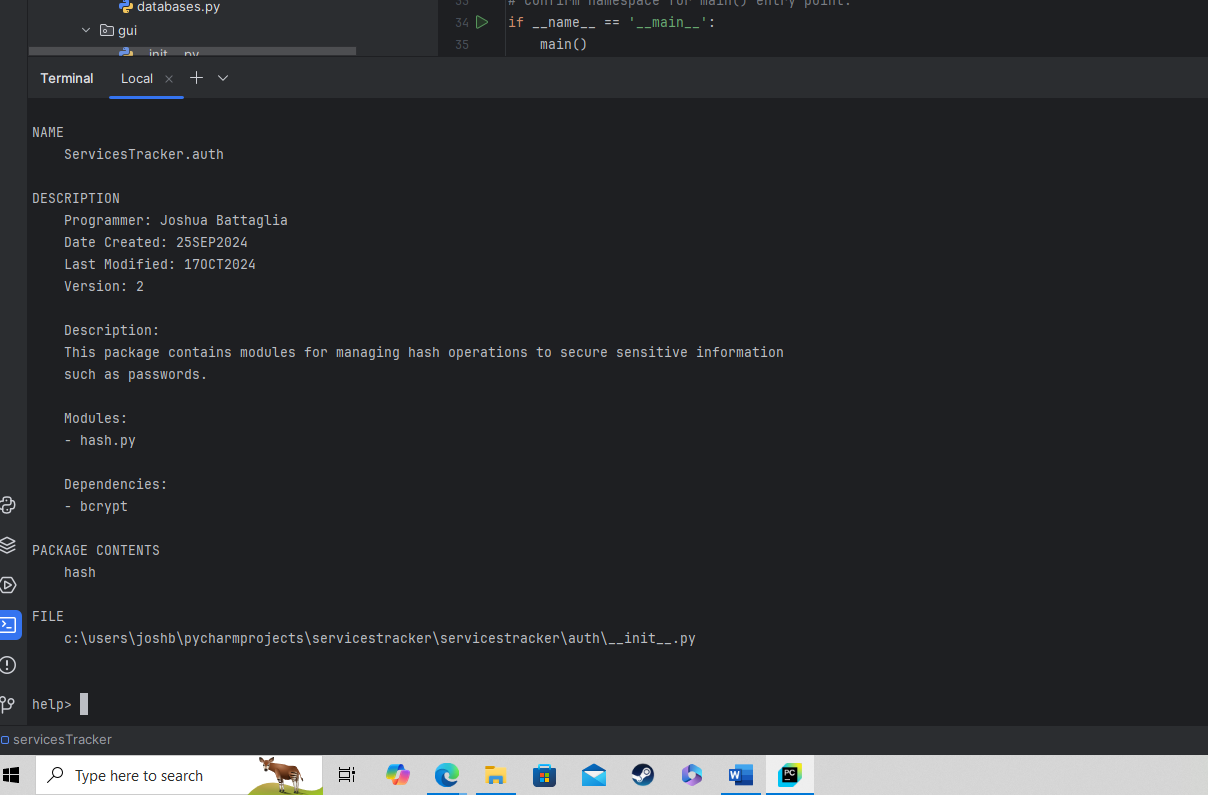 databases.py
gui
__init__.py
33 # confirm namespace for main() entry point.
34 if __name__ == '__main__':
35 main()
Terminal Local
NAME
ServicesTracker.auth
DESCRIPTION
Programmer: Joshua Battaglia
Date Created: 25SEP2024
Last Modified: 17OCT2024
Version: 2
Description:
This package contains modules for managing hash operations to secure sensitive information
such as passwords.
Modules:
- hash.py
Dependencies:
- bcrypt
PACKAGE CONTENTS
hash
FILE
c:\users\joshb\pycharmprojects\servicestracker\servicestracker\auth\__init__.py
help>
servicesTracker
Type here to search
W
PC